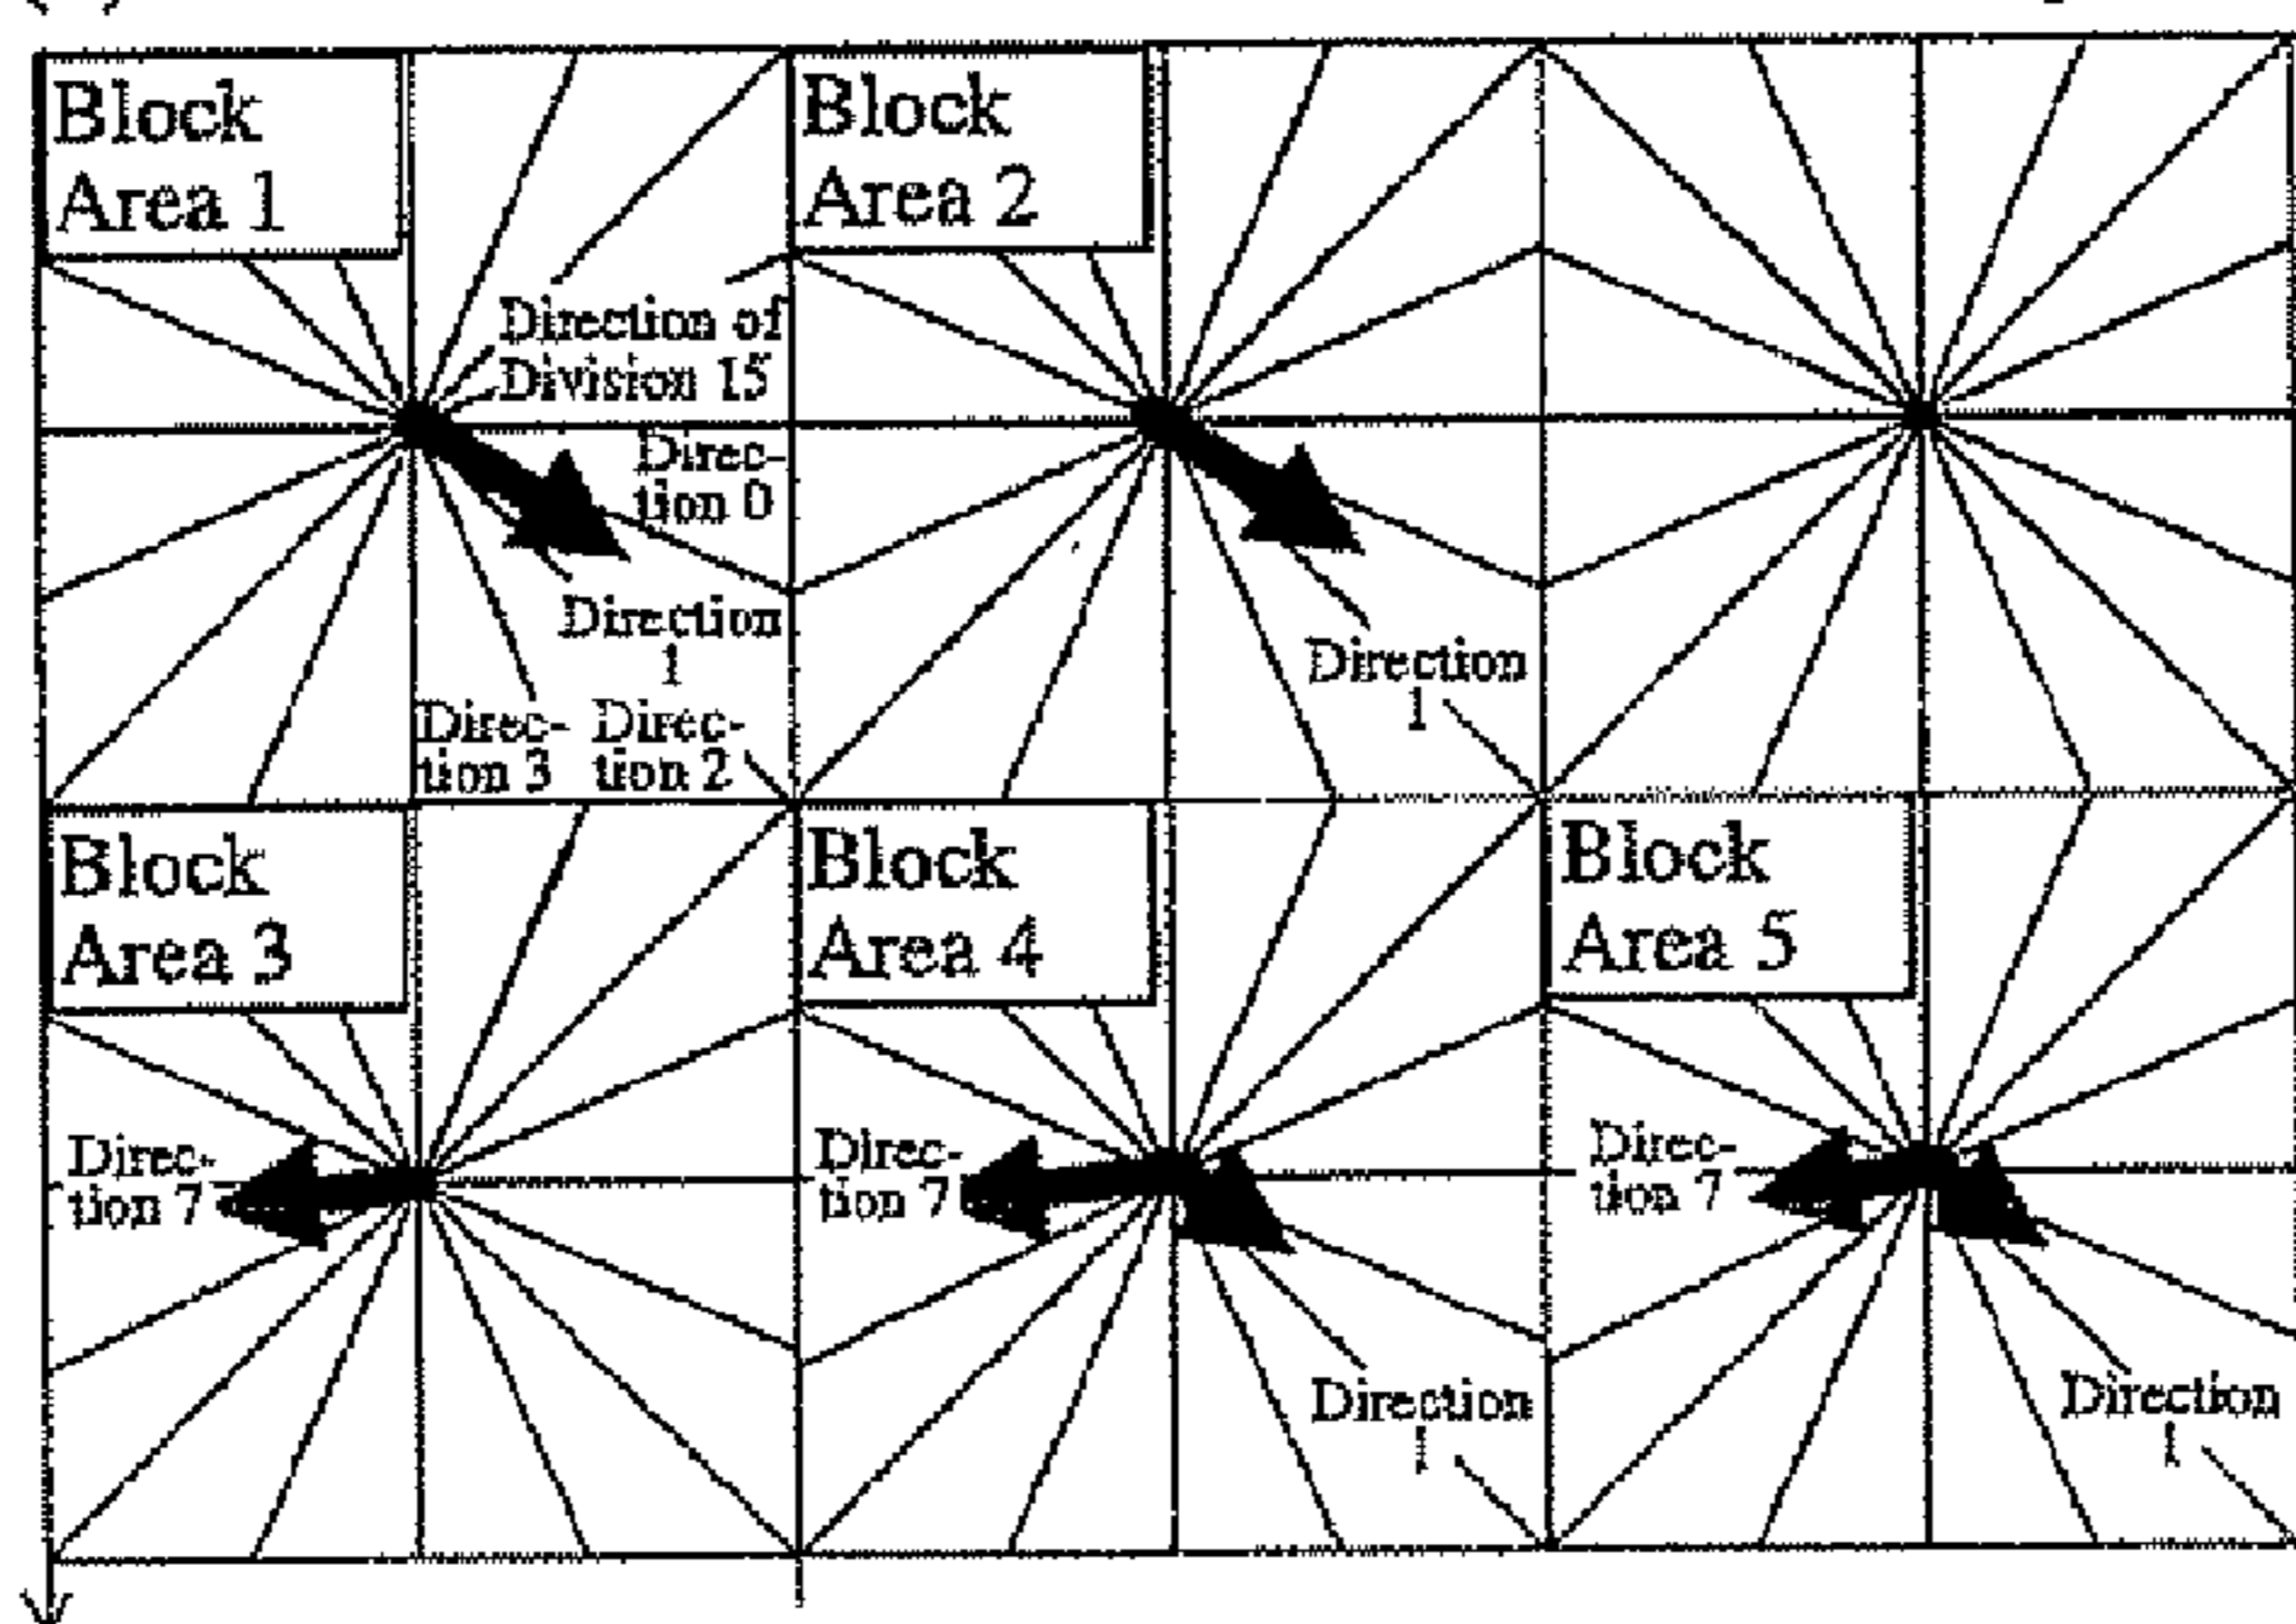 Block
Area 1
Block
Area 2
Direction of
Division 15
Direc-
tion 0
Direction
1
Direc-
tion 3
Direc-
tion 2
Direction
1
Block
Area 3
Block
Area 4
Block
Area 5
Direc-
tion 7
Direc-
tion 7
Direc-
tion 7
Direction
1
Direction
1